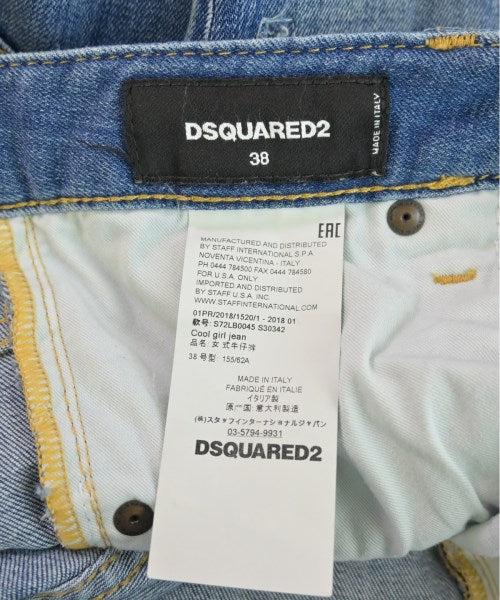 DSQUARED2
38
MADE IN ITALY
EAC
MANUFACTURED AND DISTRIBUTED
BY STAFF INTERNATIONAL S.P.A
NOVENTA VICENTINA - ITALY
PH 0444 784500 FAX 0444 784580
FOR U.S.A. ONLY
BY STAFF U.S.A. INC.
WWW.STAFFINTERNATIONAL.COM
01PR/2018/1520/1 - 2018 01
款号: S72LB0045 S30342
Cool girl jean
品名: 女式牛仔裤
38 号型 155/62A
MADE IN ITALY
FABRIQUÉ EN ITALIE
イタリア製
原产国: 意大利製造
(株)スタッフインターナショナルジャパン
03-5794-9931
DSQUARED2